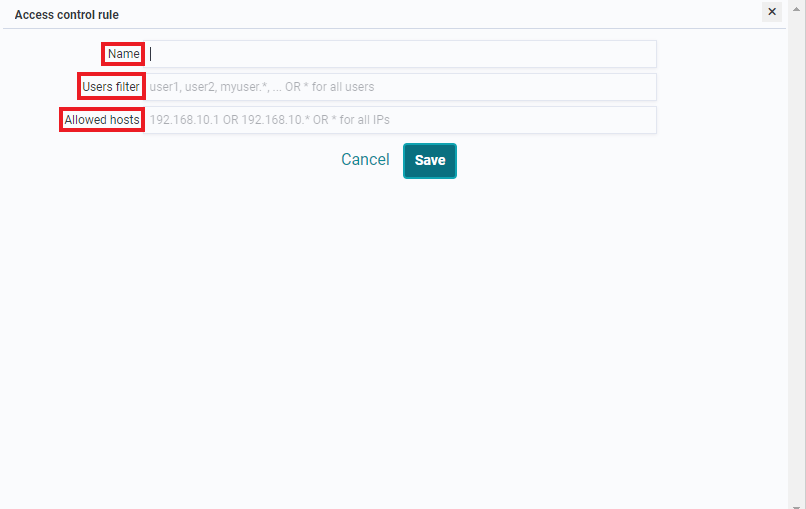 Access control rule
Name
Users filter user1, user2, myuser.*, ... OR * for all users
Allowed hosts 192.168.10.1 OR 192.168.10.* OR * for all IPs
Cancel Save